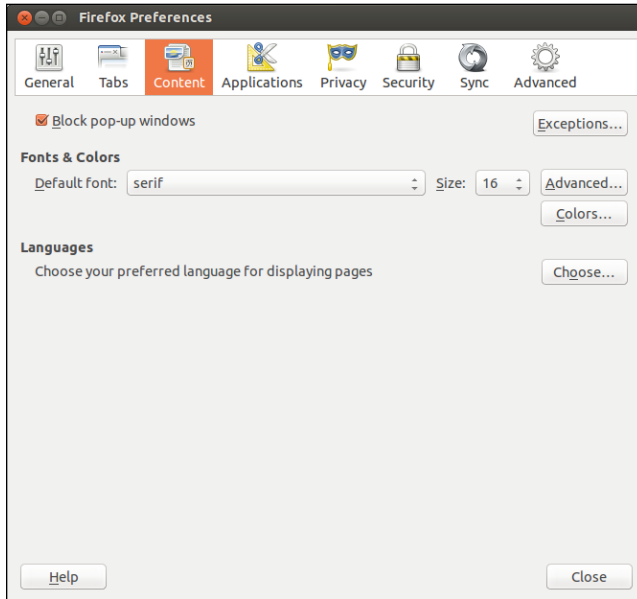 Firefox Preferences
General Tabs Content Applications Privacy Security Sync Advanced
Block pop-up windows Exceptions...
Fonts & Colors
Default font: serif Size: 16 Advanced...
Colors...
Languages
Choose your preferred language for displaying pages Choose...
Help Close